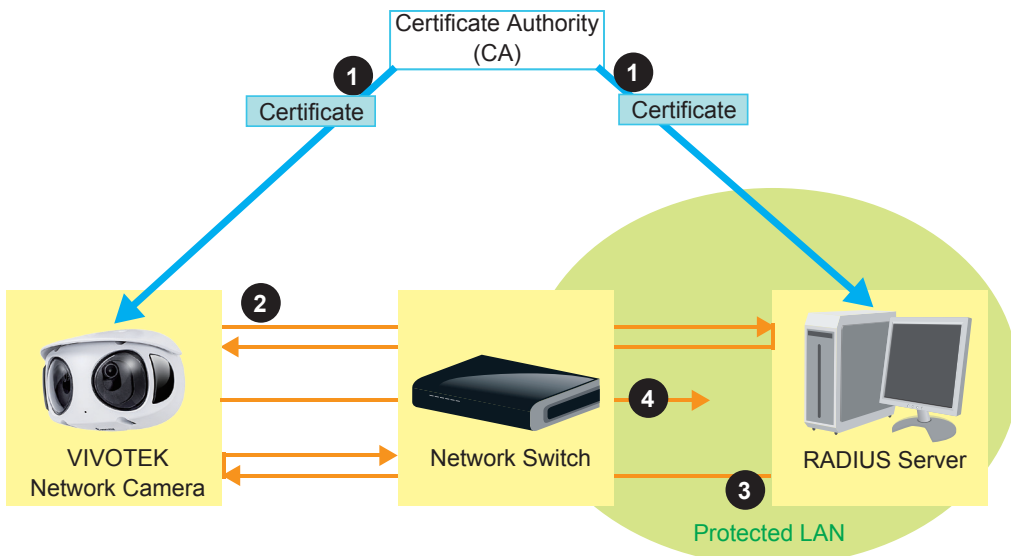 Certificate Authority
(CA)
1
1
Certificate
Certificate
2
4
VIVOTEK
Network Camera
Network Switch
RADIUS Server
3
Protected LAN